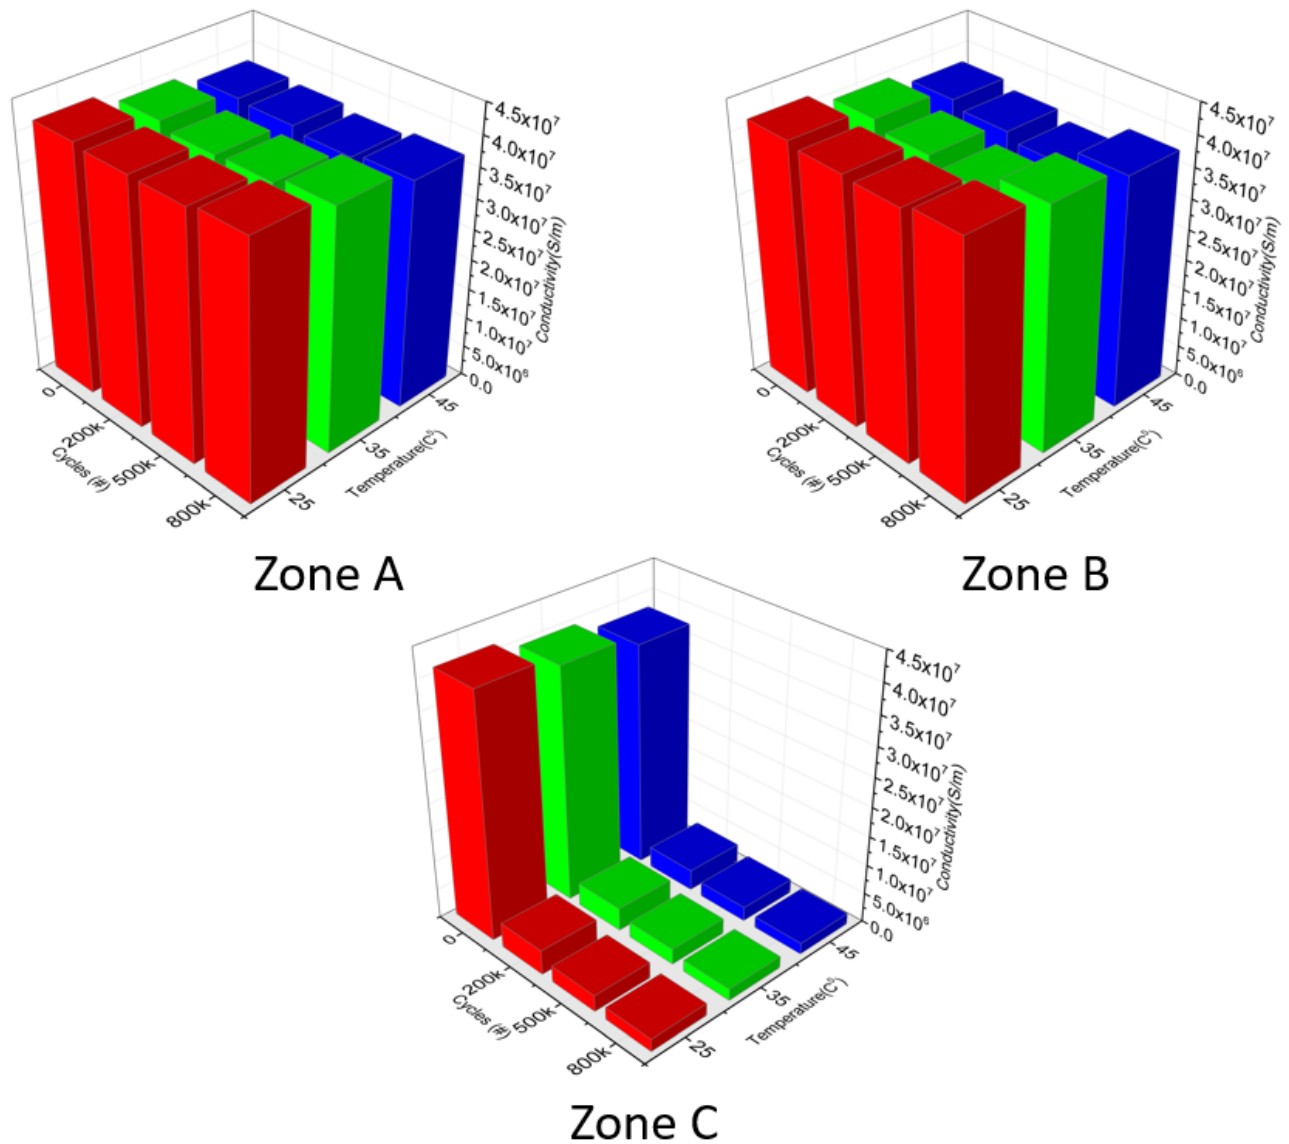 4.5x10⁷
4.0x10⁷
3.5x10⁷
3.0x10⁷
2.5x10⁷
2.0x10⁷
1.5x10⁷
1.0x10⁷
5.0x10⁶
0.0
Conductivity(S/m)
0
200k
500k
800k
Cycles (#)
25
35
45
Temperature(C⁰)
Zone A
4.5x10⁷
4.0x10⁷
3.5x10⁷
3.0x10⁷
2.5x10⁷
2.0x10⁷
1.5x10⁷
1.0x10⁷
5.0x10⁶
0.0
Conductivity(S/m)
0
200k
500k
800k
Cycles (#)
25
35
45
Temperature(C⁰)
Zone B
4.5x10⁷
4.0x10⁷
3.5x10⁷
3.0x10⁷
2.5x10⁷
2.0x10⁷
1.5x10⁷
1.0x10⁷
5.0x10⁶
0.0
Conductivity(S/m)
0
200k
500k
800k
Cycles (#)
25
35
45
Temperature(C⁰)
Zone C